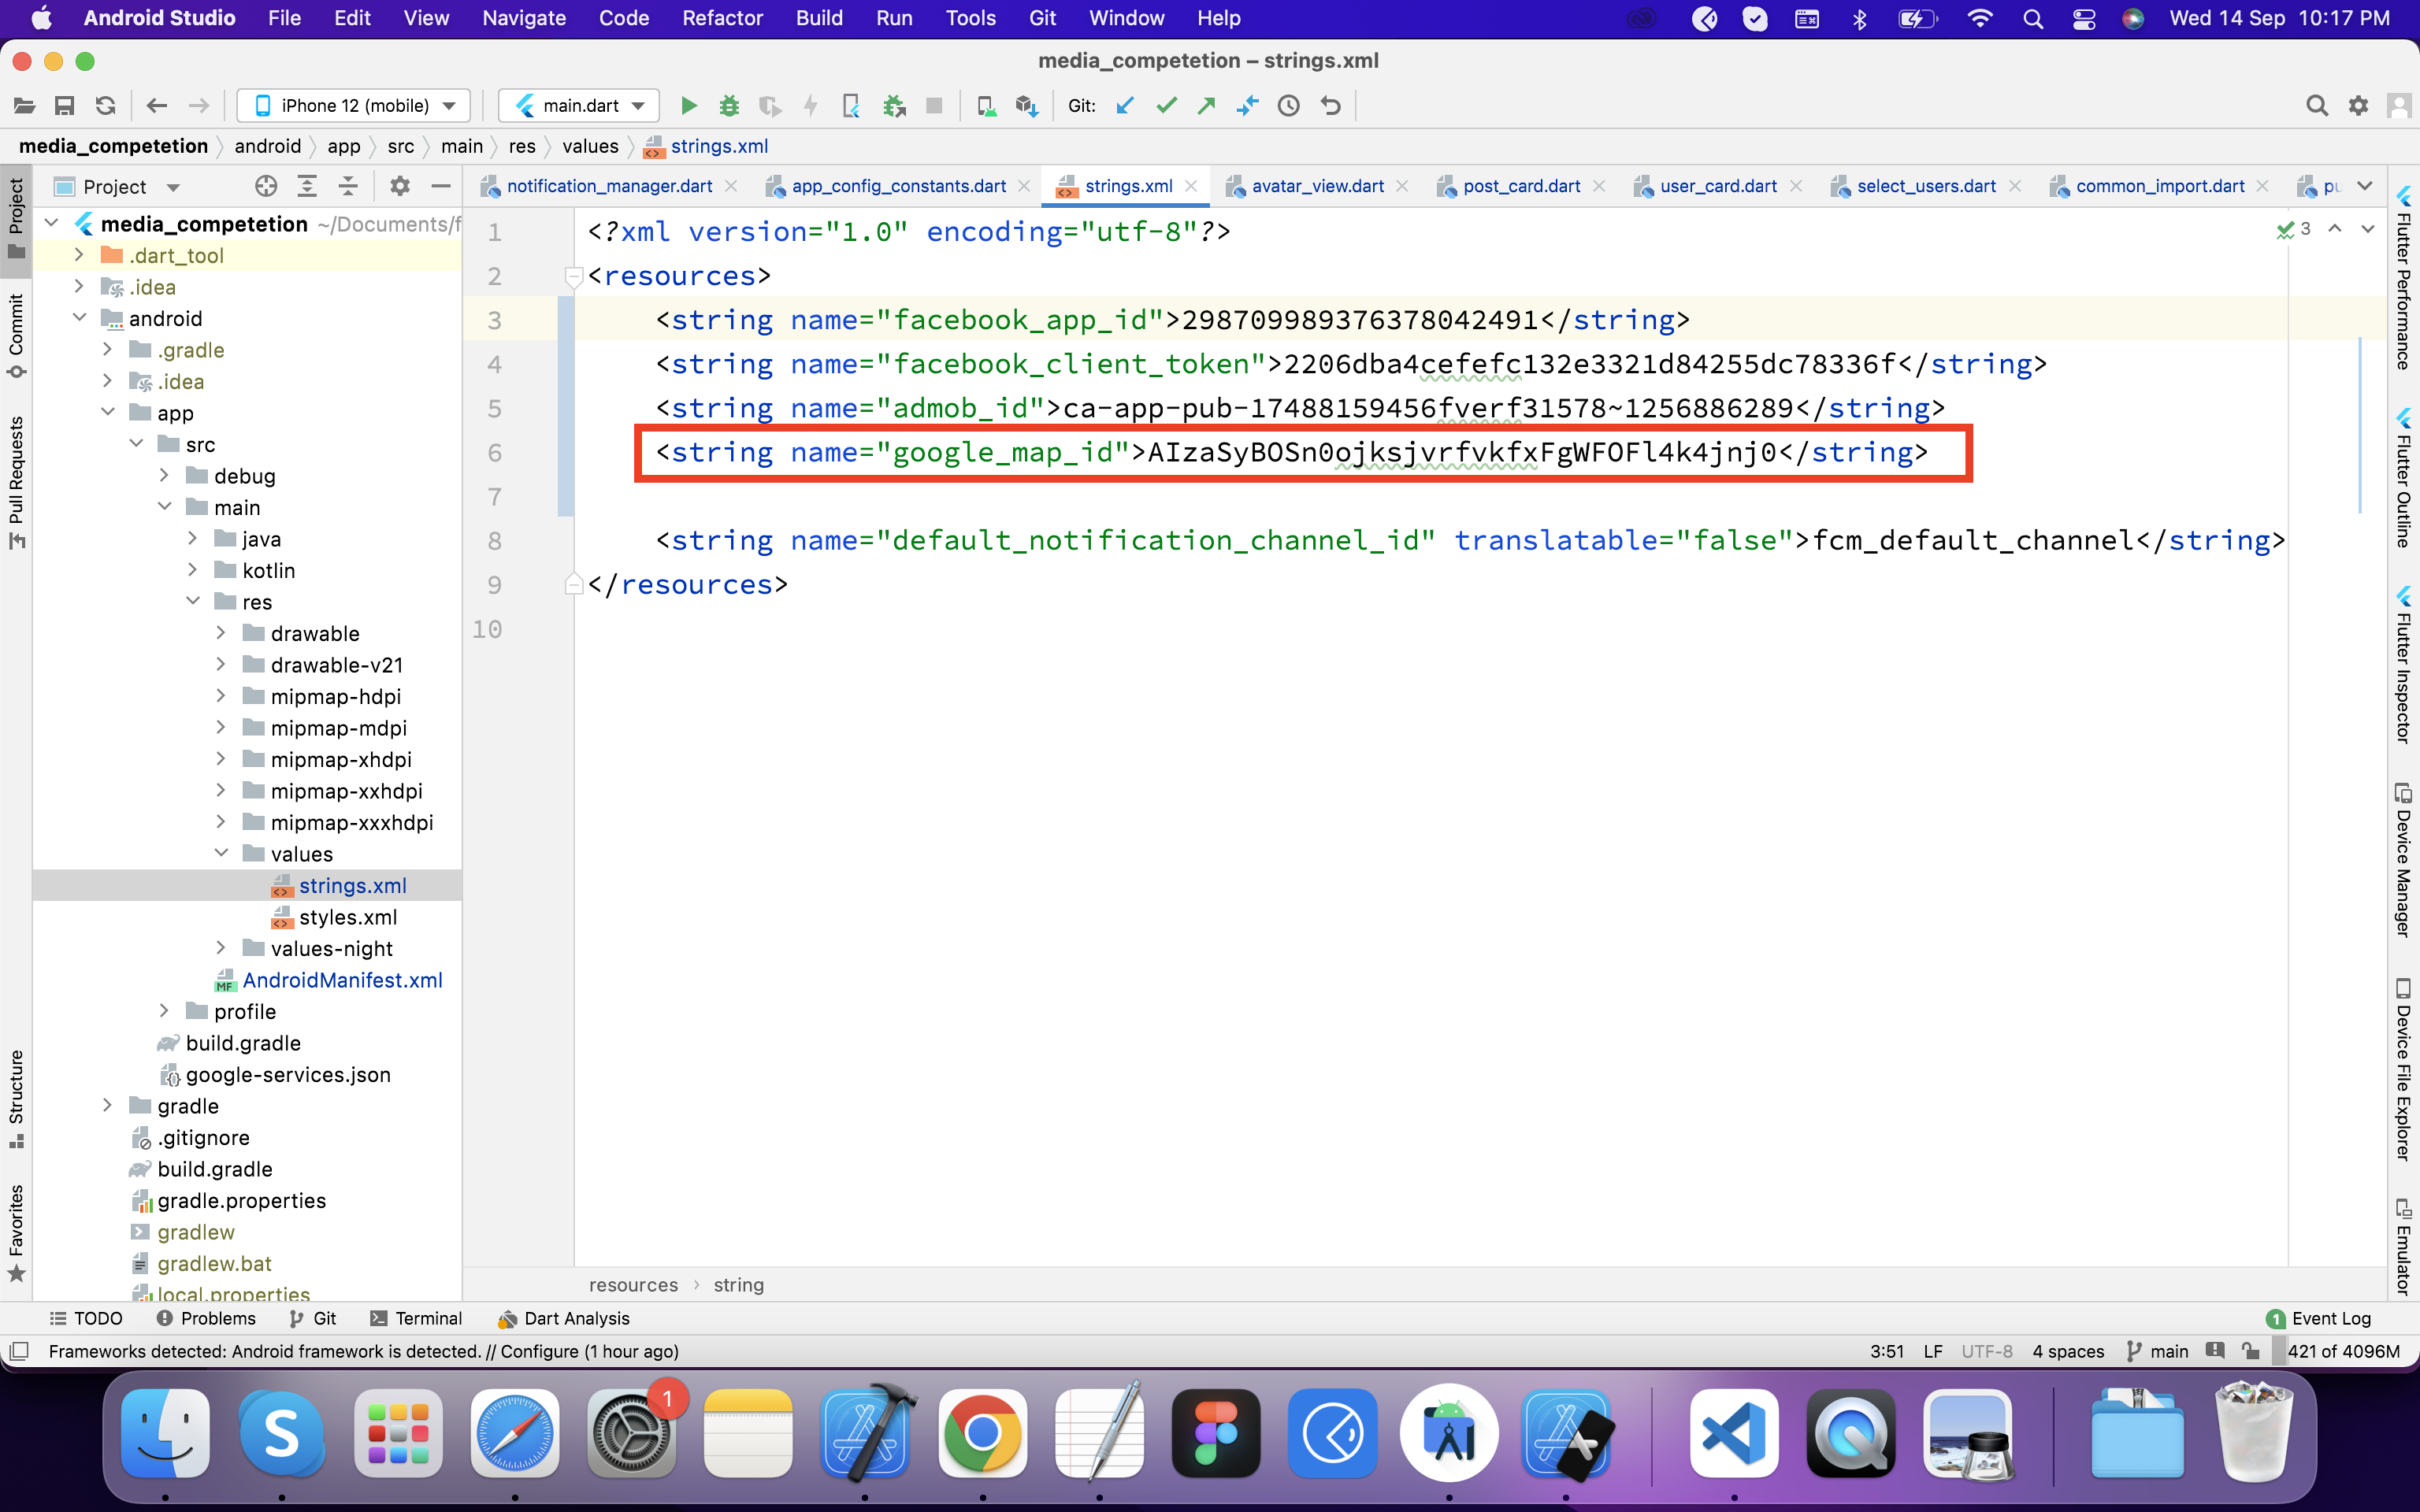 Android Studio File Edit View Navigate Code Refactor Build Run Tools Git Window Help Wed 14 Sep 10:17 PM
media_competetion – strings.xml
iPhone 12 (mobile) main.dart Git:
media_competetion android app src main res values strings.xml
Project notification_manager.dart app_config_constants.dart strings.xml avatar_view.dart post_card.dart user_card.dart select_users.dart common_import.dart pu
Project
Commit
Pull Requests
Structure
Favorites
media_competetion ~/Documents/f
.dart_tool
.idea
android
.gradle
.idea
app
src
debug
main
java
kotlin
res
drawable
drawable-v21
mipmap-hdpi
mipmap-mdpi
mipmap-xhdpi
mipmap-xxhdpi
mipmap-xxxhdpi
values
strings.xml
styles.xml
values-night
AndroidManifest.xml
profile
build.gradle
google-services.json
gradle
.gitignore
build.gradle
gradle.properties
gradlew
gradlew.bat
local.properties
1 <?xml version="1.0" encoding="utf-8"?>
2 <resources>
3 <string name="facebook_app_id">298709989376378042491</string>
4 <string name="facebook_client_token">2206dba4cefefc132e3321d84255dc78336f</string>
5 <string name="admob_id">ca-app-pub-17488159456fverf31578~1256886289</string>
6 <string name="google_map_id">AIzaSyBOSn0ojksjvrfvkfxFgWFOFl4k4jnj0</string>
7
8 <string name="default_notification_channel_id" translatable="false">fcm_default_channel</string>
9 </resources>
10
3
Flutter Performance
Flutter Outline
Flutter Inspector
Device Manager
Device File Explorer
Emulator
resources string
TODO Problems Git Terminal Dart Analysis 1 Event Log
Frameworks detected: Android framework is detected. // Configure (1 hour ago) 3:51 LF UTF-8 4 spaces main 421 of 4096M
S
1